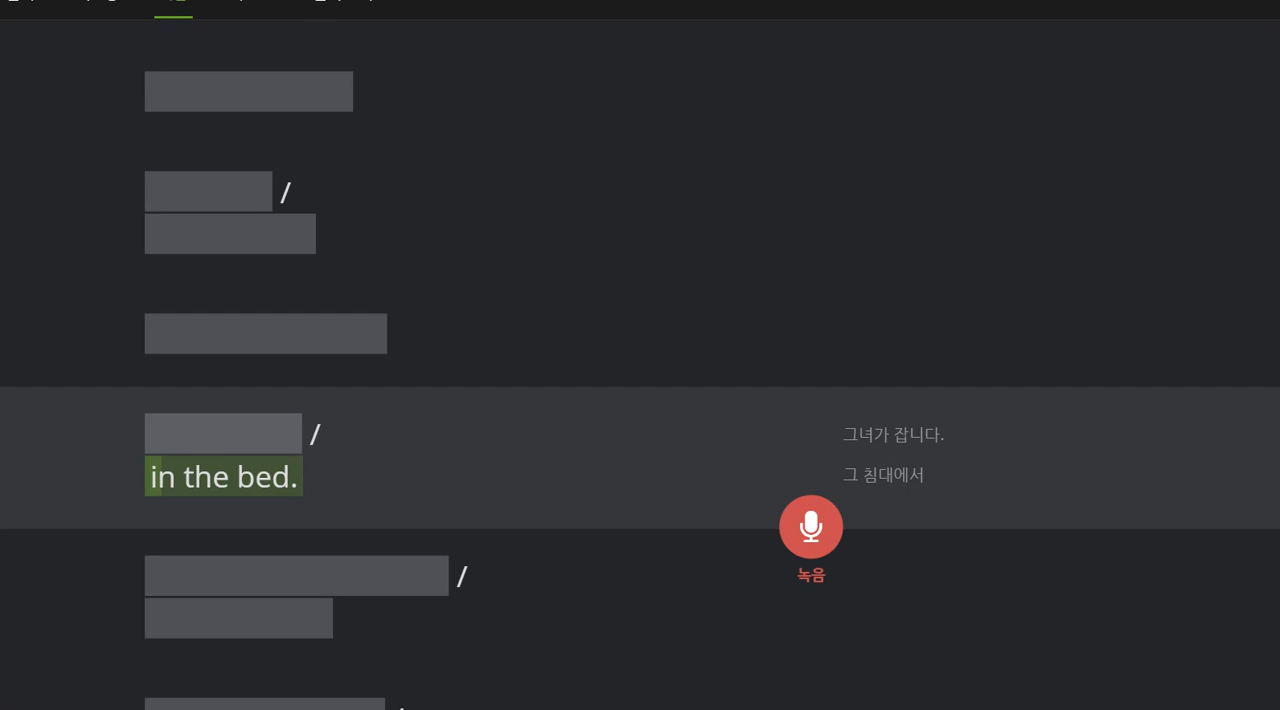 /
/
in the bed.
그녀가 잡니다.
그 침대에서
녹음
/